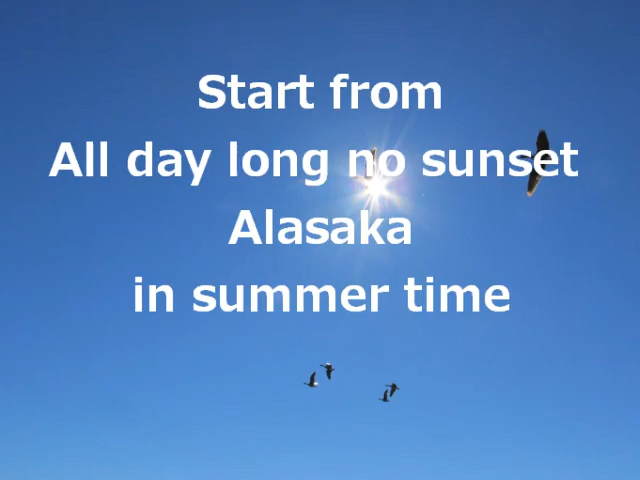 Start from
All day long no sunset
Alasaka
in summer time